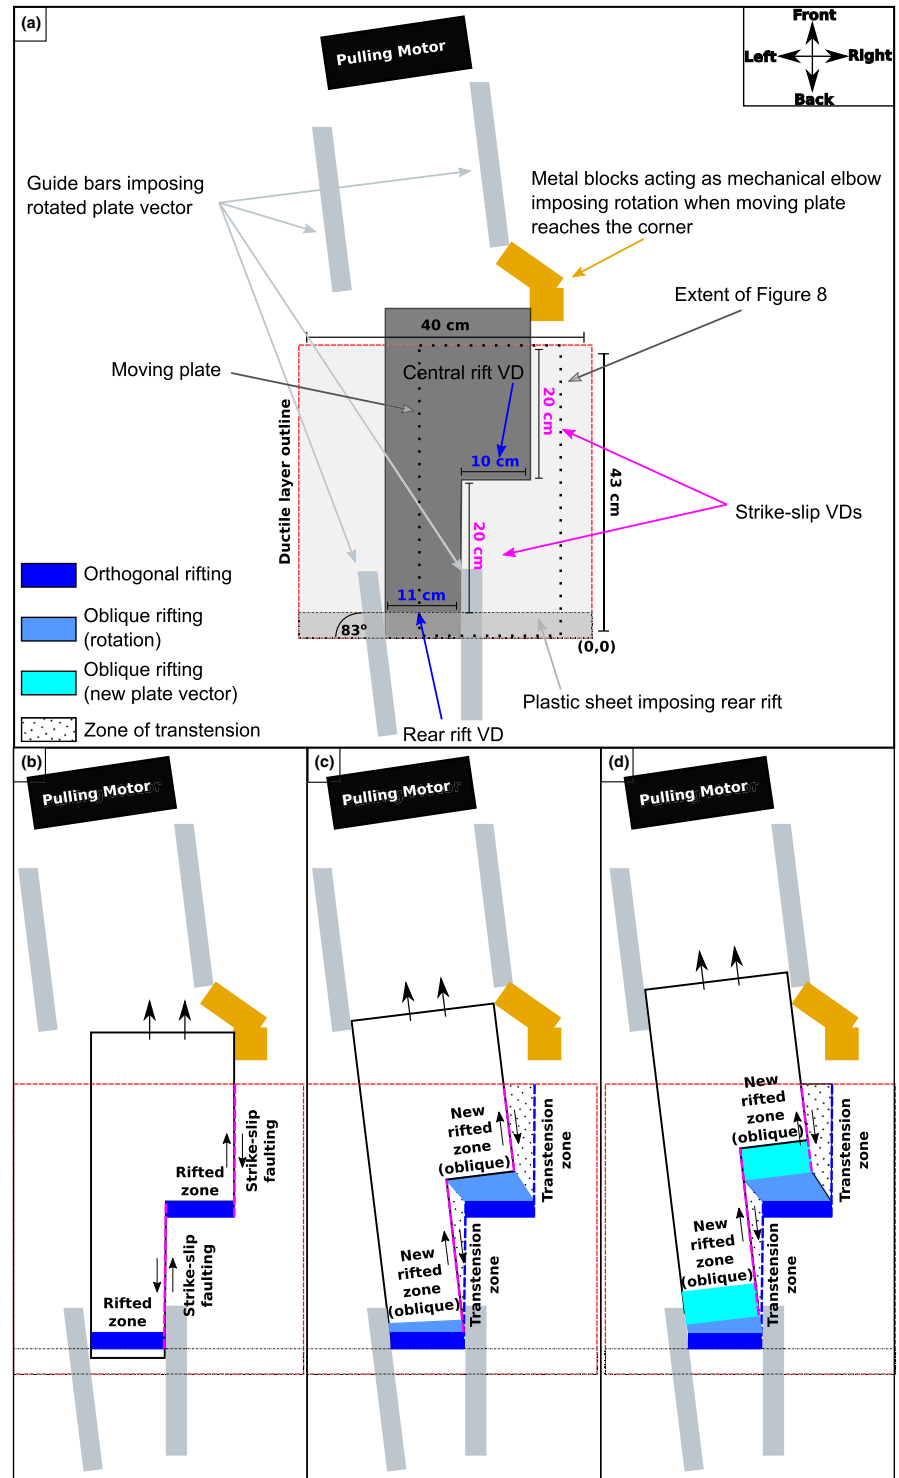 (a)
Front
Left
Right
Back
Pulling Motor
Guide bars imposing
rotated plate vector
Metal blocks acting as mechanical elbow
imposing rotation when moving plate
reaches the corner
Extent of Figure 8
40 cm
Moving plate
Central rift VD
20 cm
10 cm
43 cm
Ductile layer outline
Strike-slip VDs
20 cm
11 cm
83°
(0,0)
Plastic sheet imposing rear rift
Rear rift VD
Orthogonal rifting
Oblique rifting
(rotation)
Oblique rifting
(new plate vector)
Zone of transtension
(b)
Pulling Motor
Strike-slip
faulting
Rifted
zone
Strike-slip
faulting
Rifted
zone
(c)
Pulling Motor
New
rifted
zone
(oblique)
Transtension
zone
New
rifted
zone
(oblique)
Transtension
zone
(d)
Pulling Motor
New
rifted
zone
(oblique)
Transtension
zone
New
rifted
zone
(oblique)
Transtension
zone